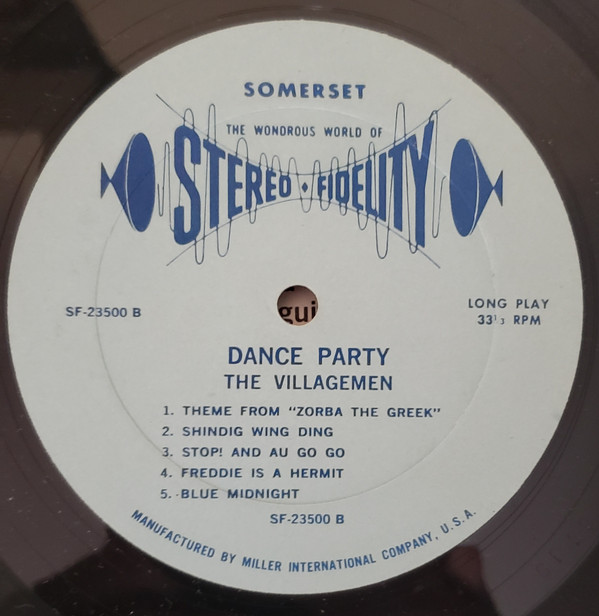 SOMERSET
THE WONDROUS WORLD OF
STEREO • FIDELITY
SF-23500 B
LONG PLAY
33⅓ RPM
gui
DANCE PARTY
THE VILLAGEMEN
1. THEME FROM "ZORBA THE GREEK"
2. SHINDIG WING DING
3. STOP! AND AU GO GO
4. FREDDIE IS A HERMIT
5. BLUE MIDNIGHT
SF-23500 B
MANUFACTURED BY MILLER INTERNATIONAL COMPANY, U.S.A.